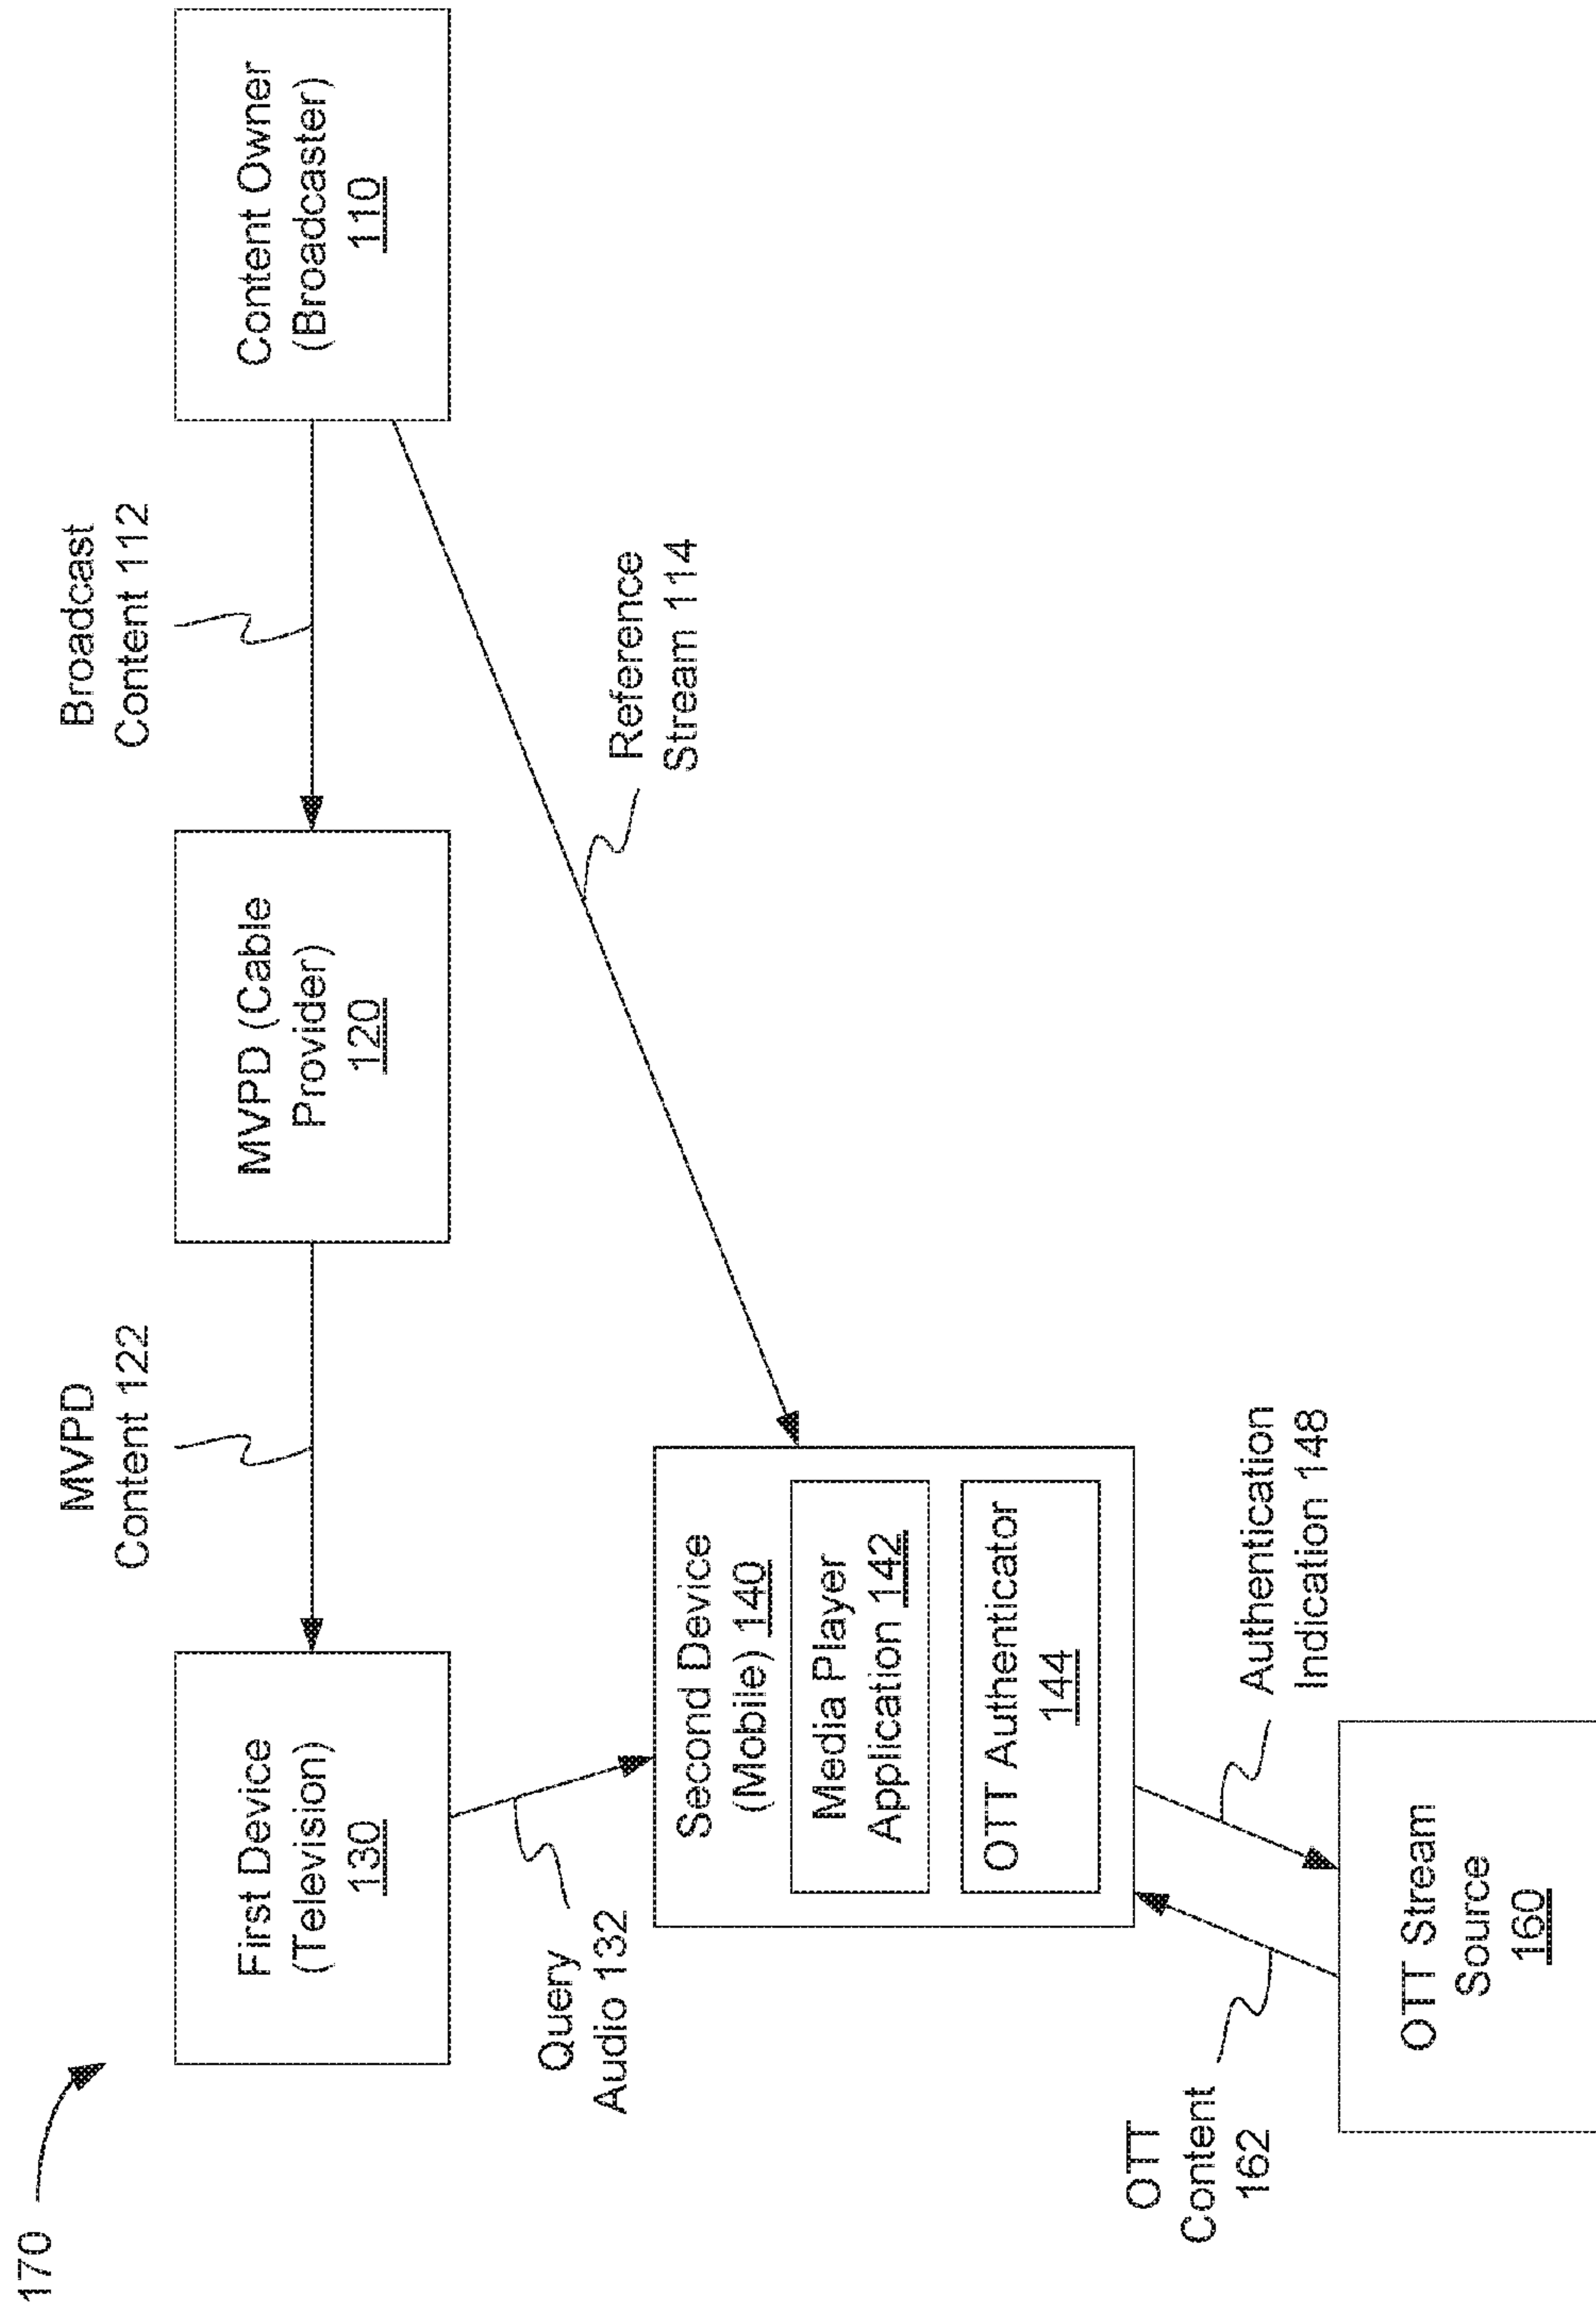 170
MVPD
Content 122
Broadcast
Content 112
First Device
(Television)
130
MVPD (Cable
Provider)
120
Content Owner
(Broadcaster)
110
Query
Audio 132
Reference
Stream 114
Second Device
(Mobile) 140
Media Player
Application 142
OTT Authenticator
144
OTT
Content
162
Authentication
Indication 148
OTT Stream
Source
160